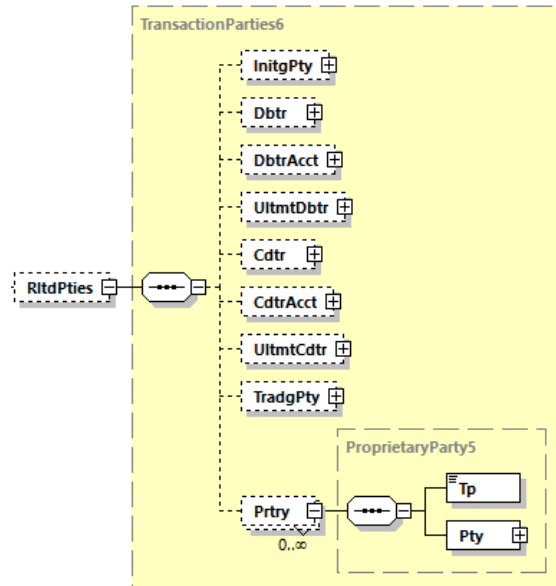 TransactionParties6
InitgPty
Dbtr
DbtrAcct
UltmtDbtr
Cdtr
RltdPties
CdtrAcct
UltmtCdtr
TradgPty
ProprietaryParty5
Tp
Prtry
Pty
0..∞